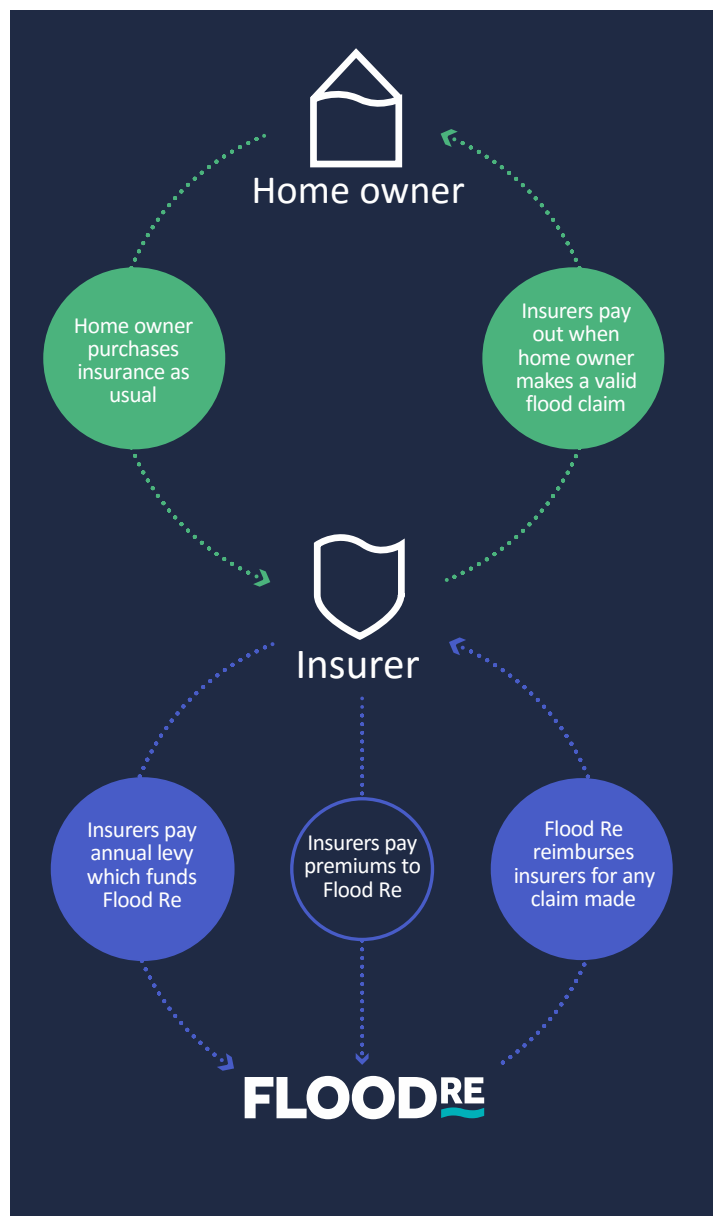 Home owner
Home owner
purchases
insurance as
usual
Insurers pay
out when
home owner
makes a valid
flood claim
Insurer
Insurers pay
annual levy
which funds
Flood Re
Insurers pay
premiums to
Flood Re
Flood Re
reimburses
insurers for any
claim made
FLOODRE